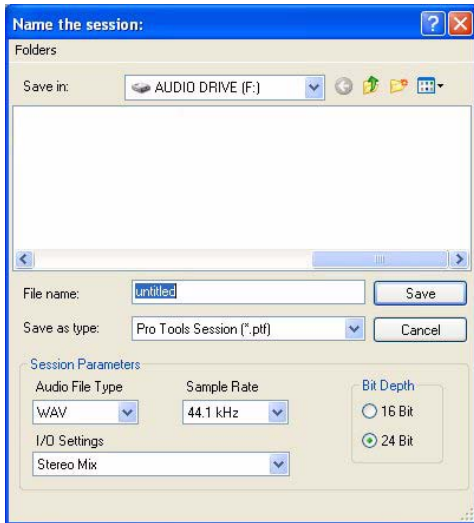 Name the session:
Folders
Save in: AUDIO DRIVE (F:)
File name: untitled Save
Save as type: Pro Tools Session (*.ptf) Cancel
Session Parameters
Audio File Type Sample Rate Bit Depth
WAV 44.1 kHz 16 Bit
I/O Settings 24 Bit
Stereo Mix